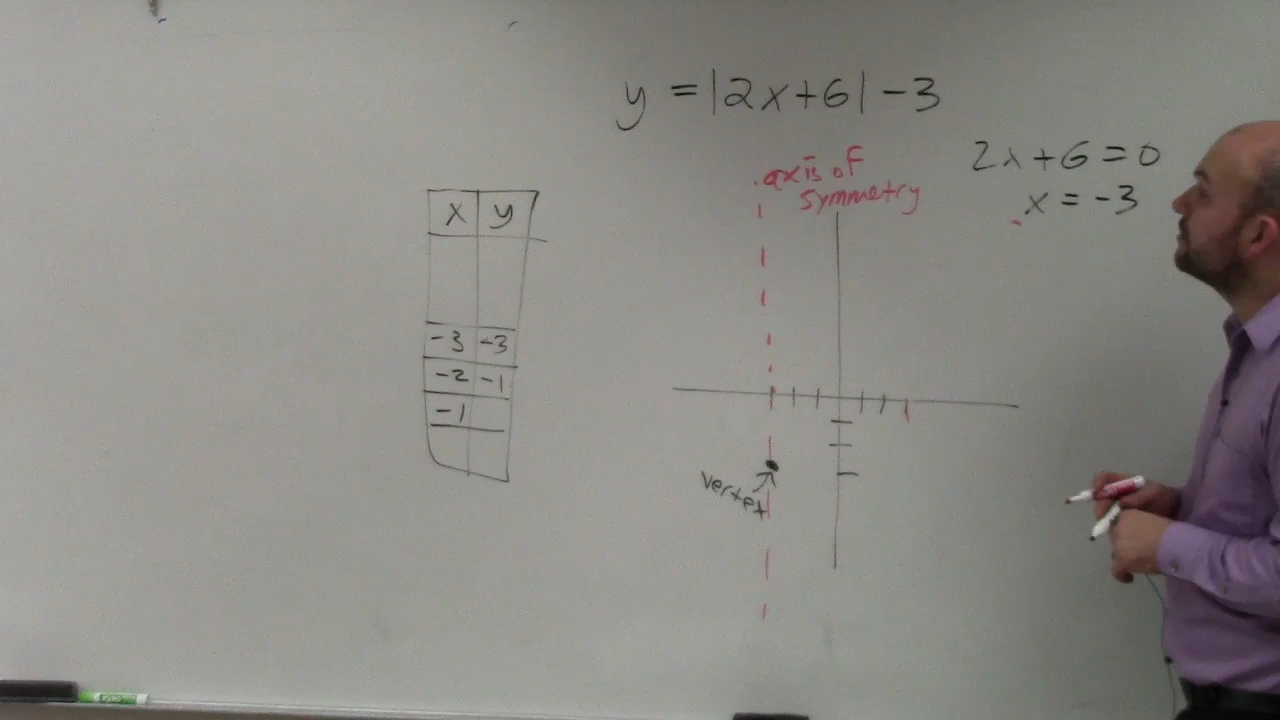 y = |2x+6| -3
2x+6=0
x = -3
axis of
symmetry
x y
-3 -3
-2 -1
-1
vertex